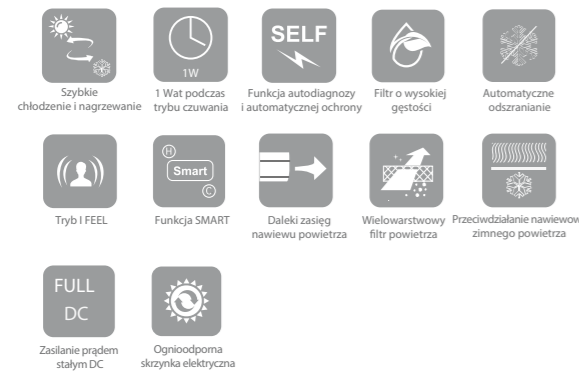 SELF
1W
Szybkie
chłodzenie i nagrzewanie
1 Wat podczas
trybu czuwania
Funkcja autodiagnozy
i automatycznej ochrony
Filtr o wysokiej
gęstości
Automatyczne
odszranianie
H
Smart
C
Tryb I FEEL
Funkcja SMART
Daleki zasięg
nawiewu powietrza
Wielowarstwowy
filtr powietrza
Przeciwdziałanie nawiewow
zimnego powietrza
FULL
DC
Zasilanie prądem
stałym DC
Ognioodporna
skrzynka elektryczna